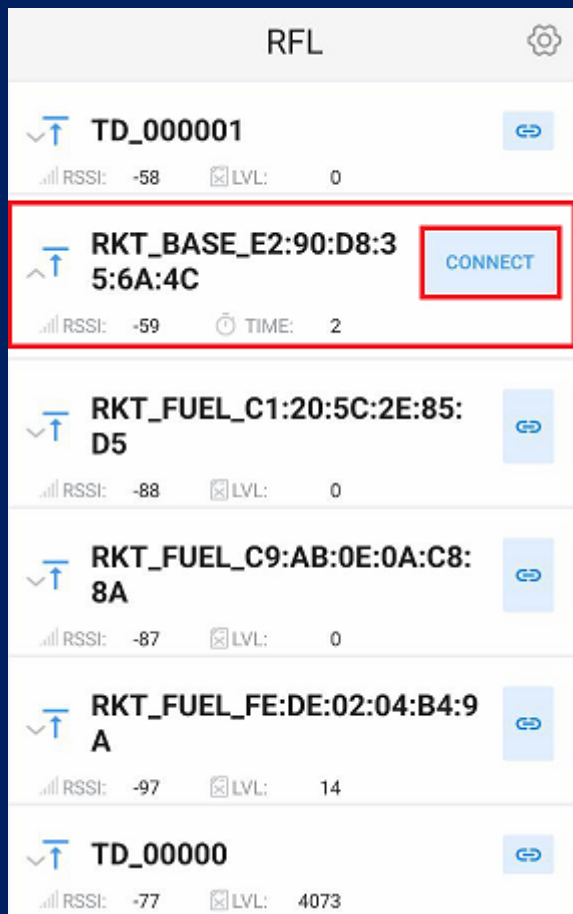 RFL
TD_000001
RSSI: -58 LVL: 0
RKT_BASE_E2:90:D8:3
5:6A:4C
CONNECT
RSSI: -59 TIME: 2
RKT_FUEL_C1:20:5C:2E:85:
D5
RSSI: -88 LVL: 0
RKT_FUEL_C9:AB:0E:0A:C8:
8A
RSSI: -87 LVL: 0
RKT_FUEL_FE:DE:02:04:B4:9
A
RSSI: -97 LVL: 14
TD_00000
RSSI: -77 LVL: 4073